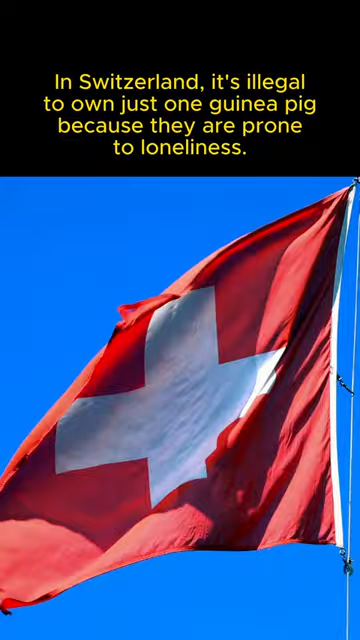 In Switzerland, it's illegal
to own just one guinea pig
because they are prone
to loneliness.